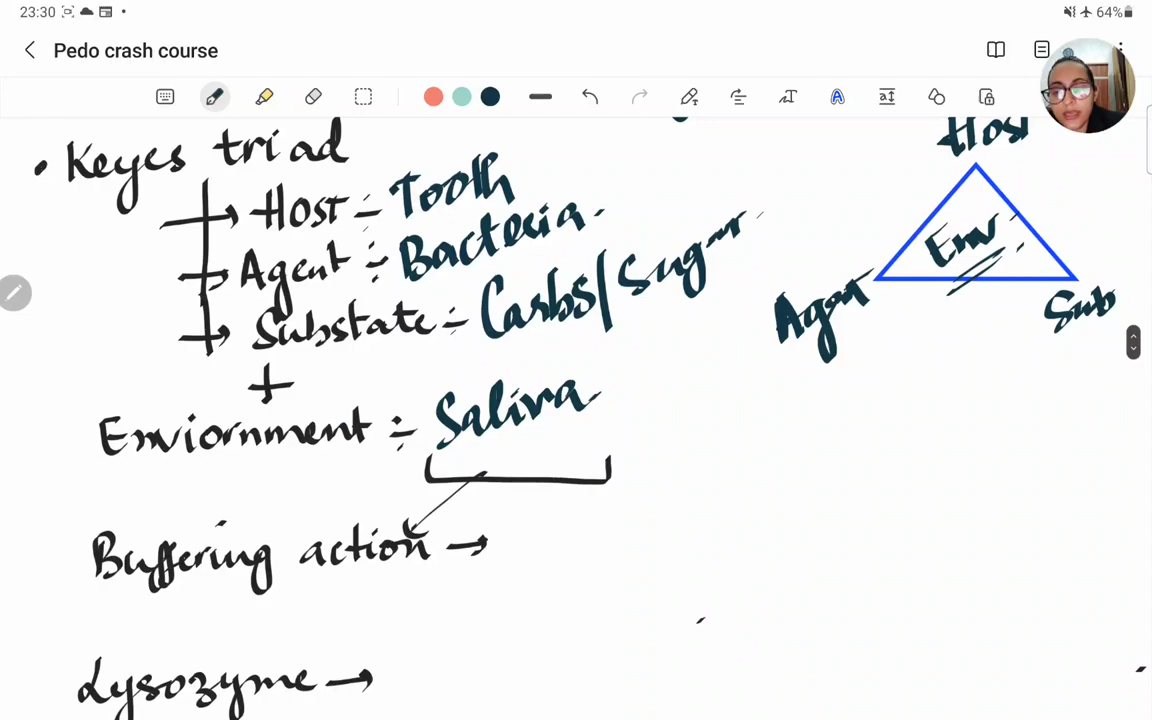 23:30
64%
Pedo crash course
Host
• Keyes triad
Host ÷ Tooth
Agent ÷ Bacteria.
Substate ÷ Carbs/Sugar
Env
Agent
Sub
+
Enviornment ÷ Saliva
Buffering action →
Lysozyme →